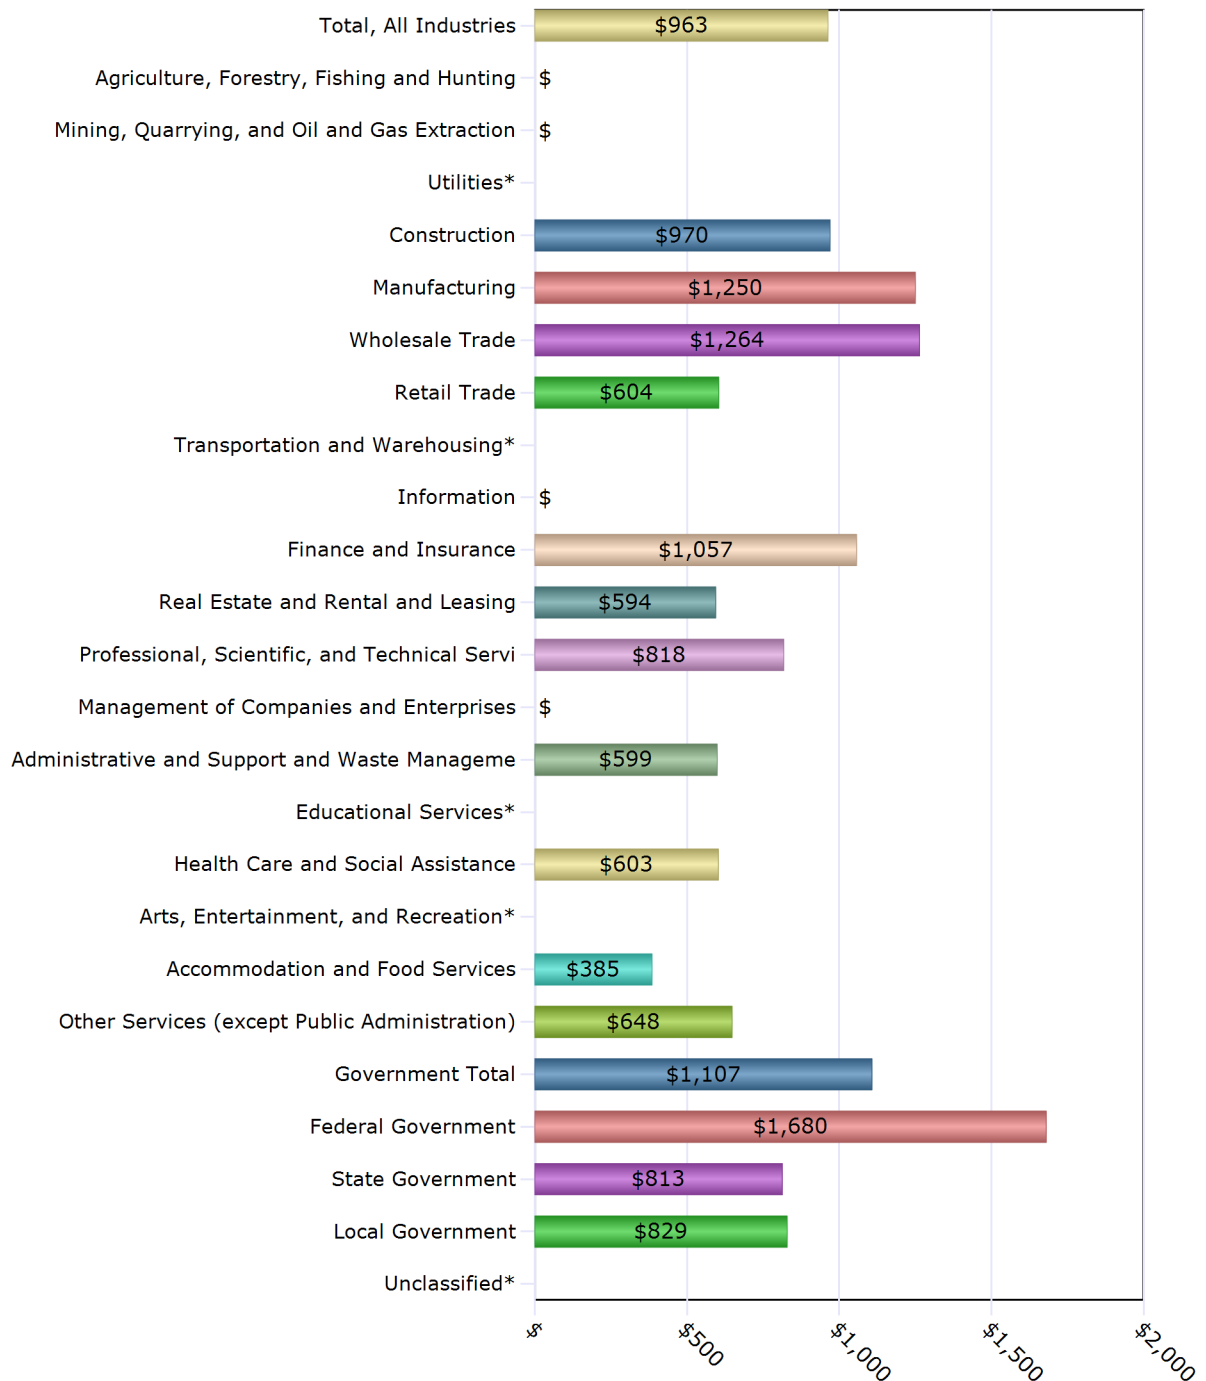 Total, All Industries $963
Agriculture, Forestry, Fishing and Hunting $
Mining, Quarrying, and Oil and Gas Extraction $
Utilities*
Construction $970
Manufacturing $1,250
Wholesale Trade $1,264
Retail Trade $604
Transportation and Warehousing*
Information $
Finance and Insurance $1,057
Real Estate and Rental and Leasing $594
Professional, Scientific, and Technical Servi $818
Management of Companies and Enterprises $
Administrative and Support and Waste Manageme $599
Educational Services*
Health Care and Social Assistance $603
Arts, Entertainment, and Recreation*
Accommodation and Food Services $385
Other Services (except Public Administration) $648
Government Total $1,107
Federal Government $1,680
State Government $813
Local Government $829
Unclassified*
$ $500 $1,000 $1,500 $2,000